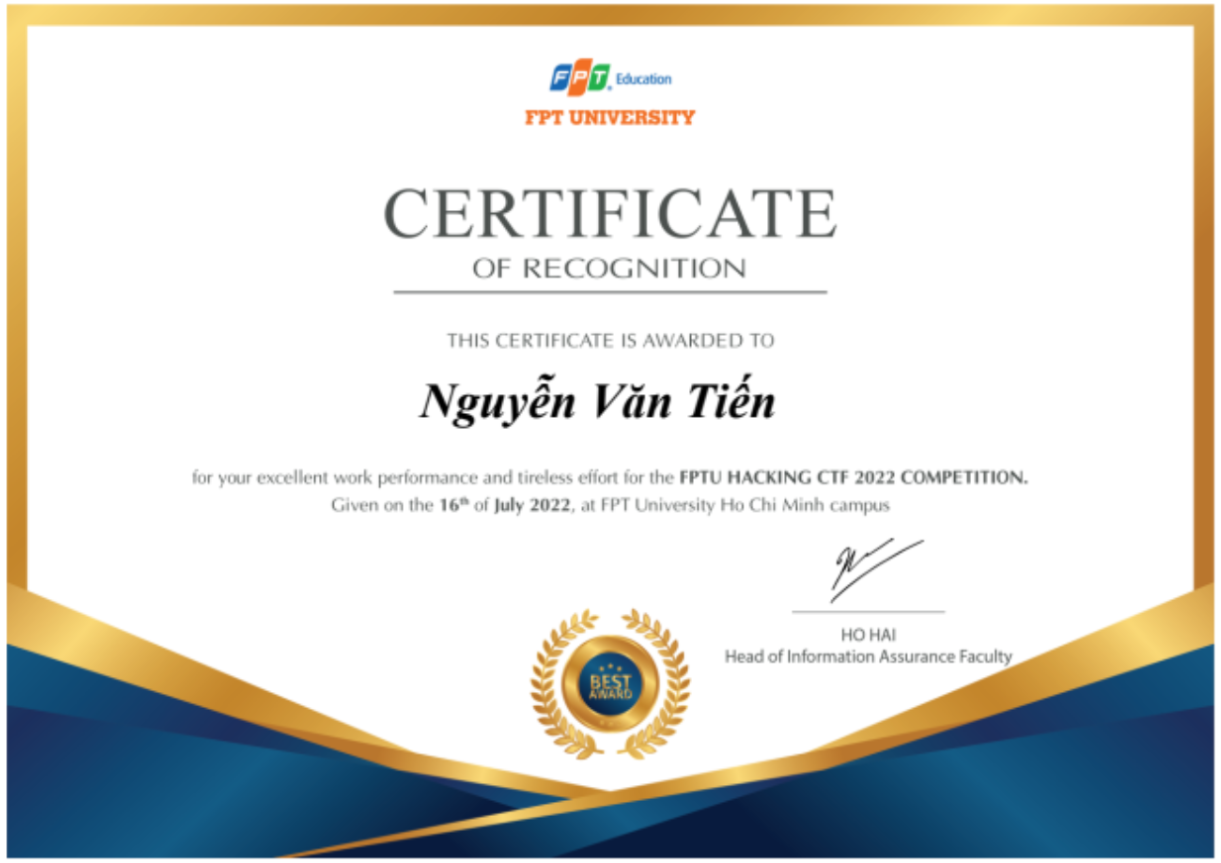 FPT Education
FPT UNIVERSITY
CERTIFICATE
OF RECOGNITION
THIS CERTIFICATE IS AWARDED TO
Nguyễn Văn Tiến
for your excellent work performance and tireless effort for the FPTU HACKING CTF 2022 COMPETITION.
Given on the 16th of July 2022, at FPT University Ho Chi Minh campus
HO HAI
Head of Information Assurance Faculty
BEST
AWARD